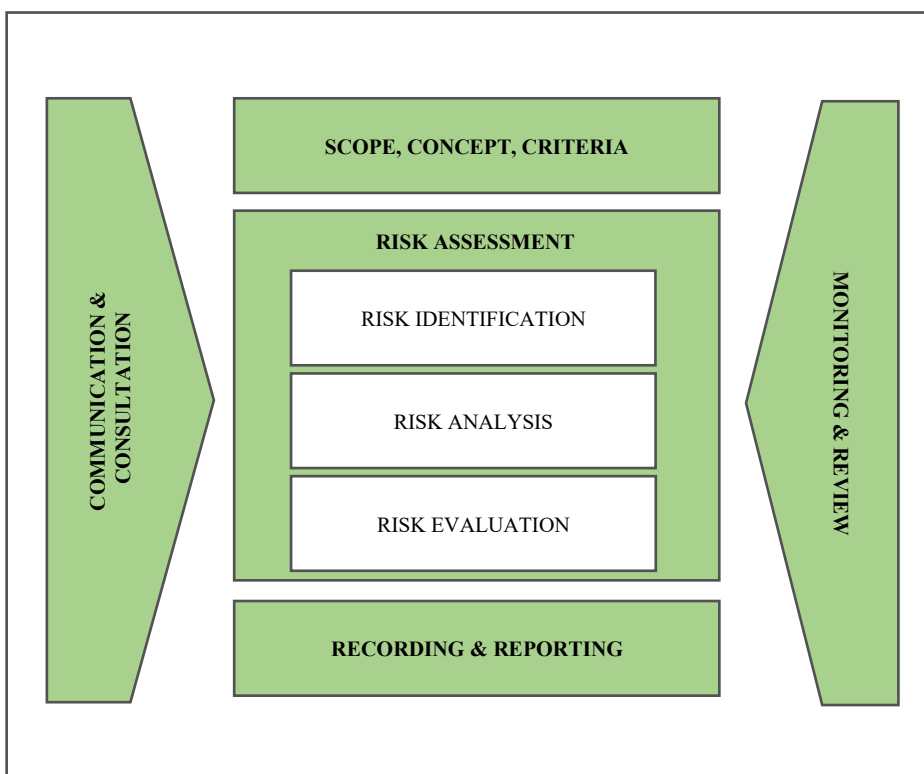 SCOPE, CONCEPT, CRITERIA
RISK ASSESSMENT
RISK IDENTIFICATION
RISK ANALYSIS
RISK EVALUATION
RECORDING & REPORTING
COMMUNICATION &
CONSULTATION
MONITORING & REVIEW